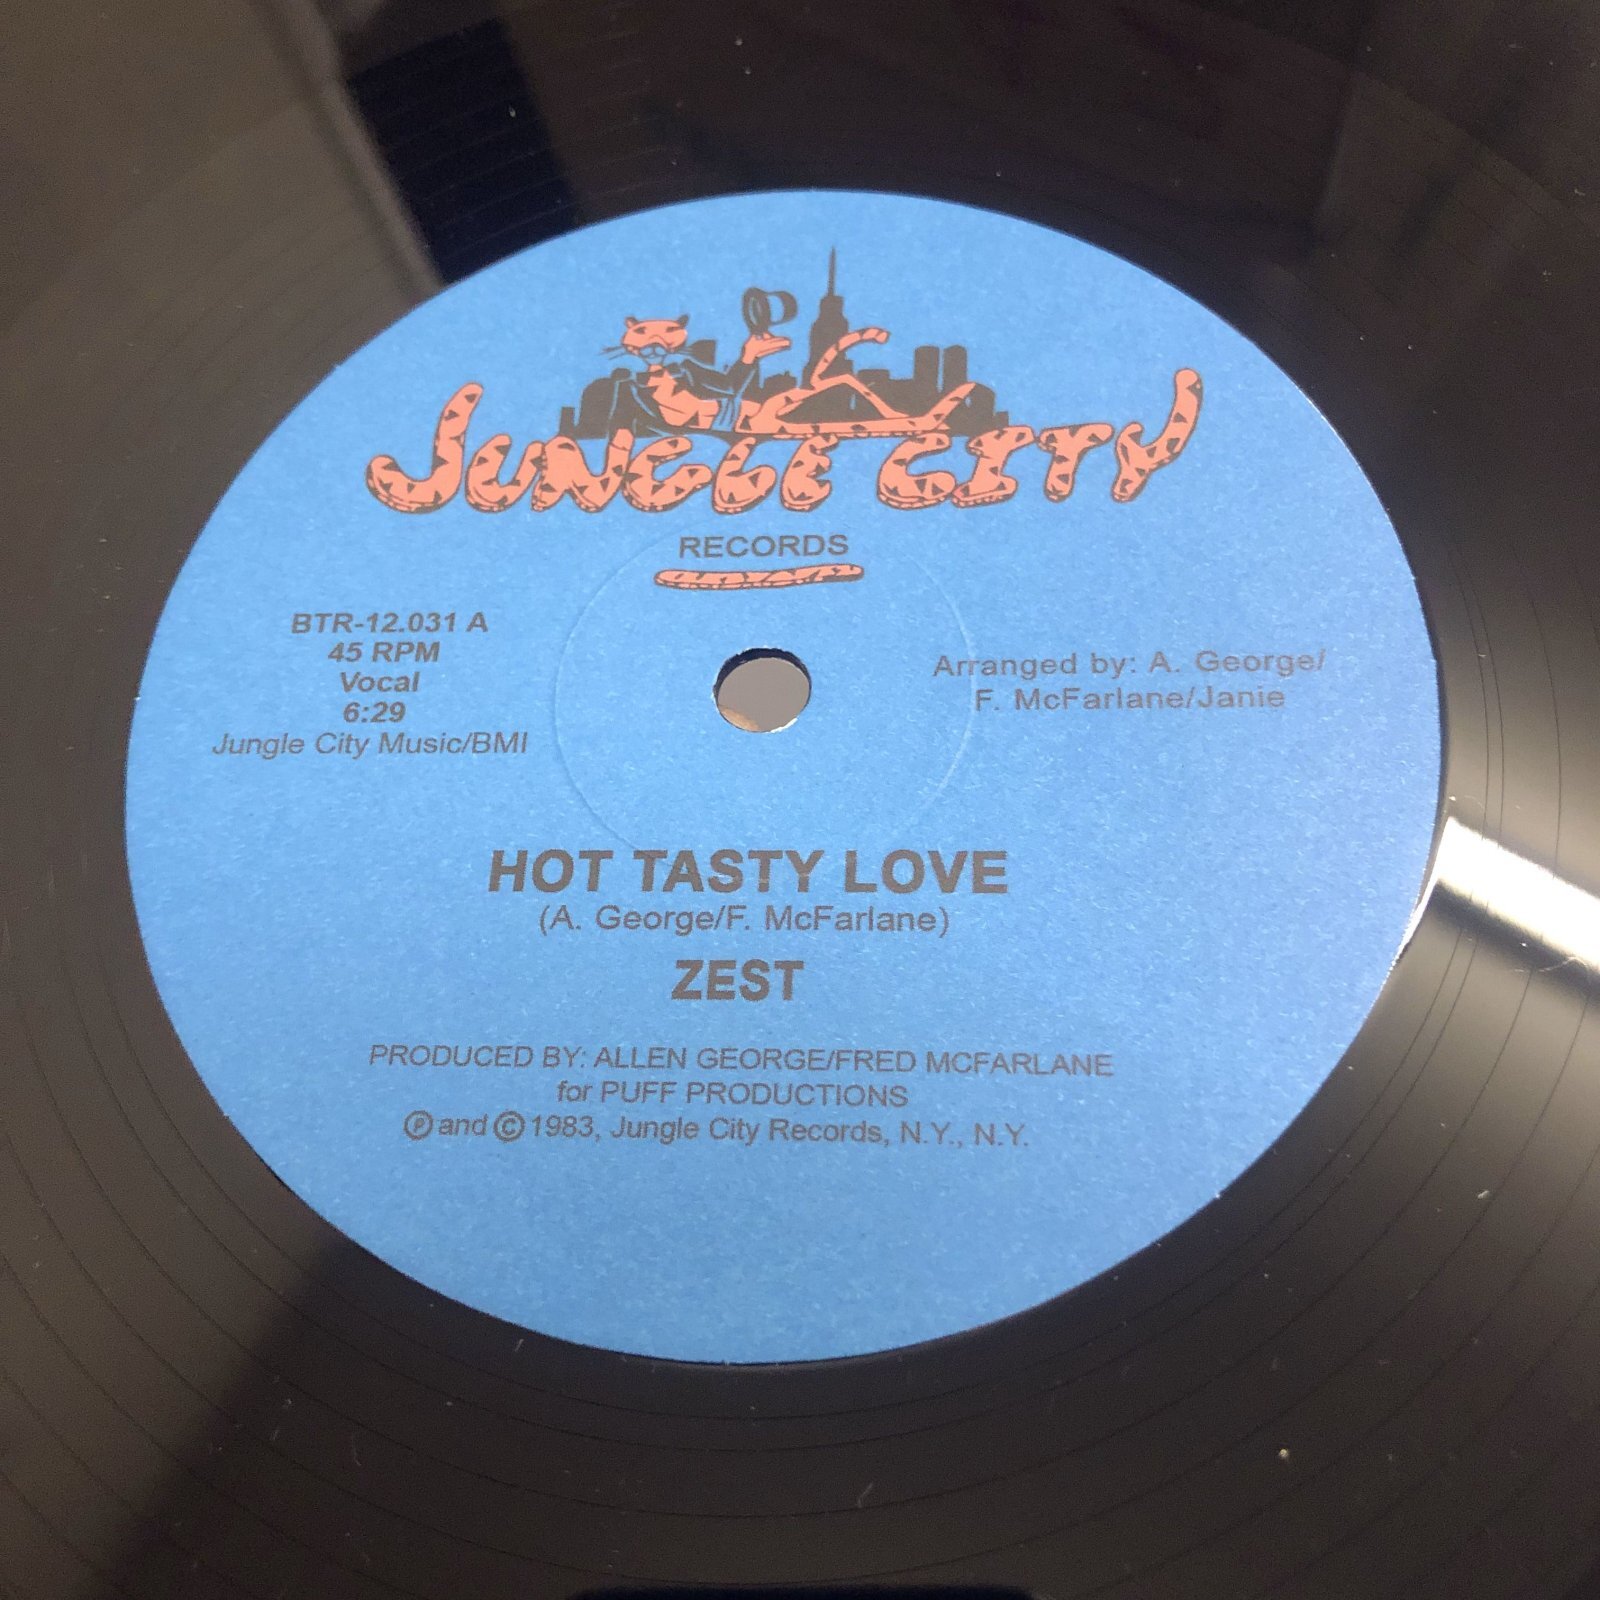 JUNGLE CITY
RECORDS
BTR-12.031 A
45 RPM
Vocal
6:29
Jungle City Music/BMI
Arranged by: A. George/
F. McFarlane/Janie
HOT TASTY LOVE
(A. George/F. McFarlane)
ZEST
PRODUCED BY: ALLEN GEORGE/FRED MCFARLANE
for PUFF PRODUCTIONS
Ⓟ and © 1983, Jungle City Records, N.Y., N.Y.